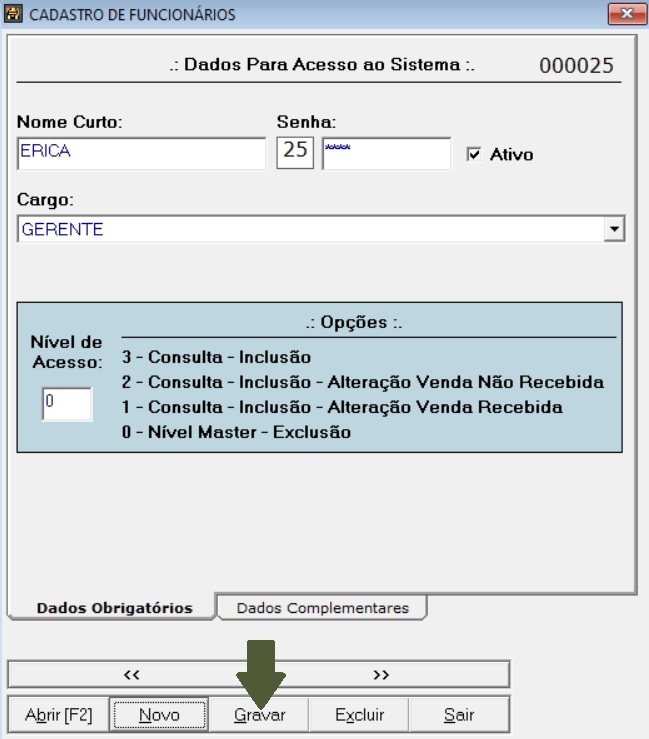 CADASTRO DE FUNCIONÁRIOS
.: Dados Para Acesso ao Sistema :. 000025
Nome Curto: Senha:
ERICA 25 **** Ativo
Cargo:
GERENTE
.: Opções :.
Nível de Acesso:
0
3 - Consulta - Inclusão
2 - Consulta - Inclusão - Alteração Venda Não Recebida
1 - Consulta - Inclusão - Alteração Venda Recebida
0 - Nível Master - Exclusão
Dados Obrigatórios Dados Complementares
<< >>
Abrir [F2] Novo Gravar Excluir Sair